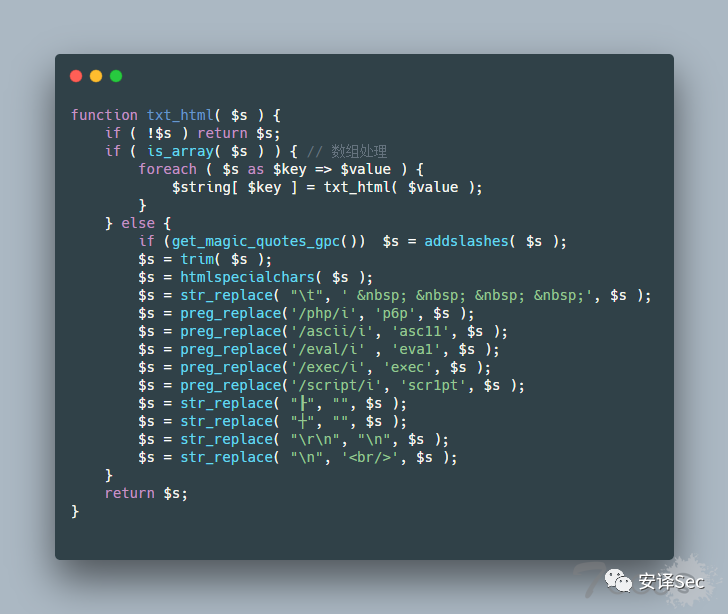 function txt_html( $s ) {
    if ( !$s ) return $s;
    if ( is_array( $s ) ) { // 数组处理
        foreach ( $s as $key => $value ) {
            $string[ $key ] = txt_html( $value );
        }
    } else {
        if (get_magic_quotes_gpc())  $s = addslashes( $s );
        $s = trim( $s );
        $s = htmlspecialchars( $s );
        $s = str_replace( "\t", ' &nbsp; &nbsp; &nbsp; &nbsp;', $s );
        $s = preg_replace('/php/i', 'p6p', $s );
        $s = preg_replace('/ascii/i', 'asc11', $s );
        $s = preg_replace('/eval/i' , 'eva1', $s );
        $s = preg_replace('/exec/i', 'e×ec', $s );
        $s = preg_replace('/script/i', 'scr1pt', $s );
        $s = str_replace( "┠", "", $s );
        $s = str_replace( "┼", "", $s );
        $s = str_replace( "\r\n", "\n", $s );
        $s = str_replace( "\n", '<br/>', $s );
    }
    return $s;
}
安译Sec